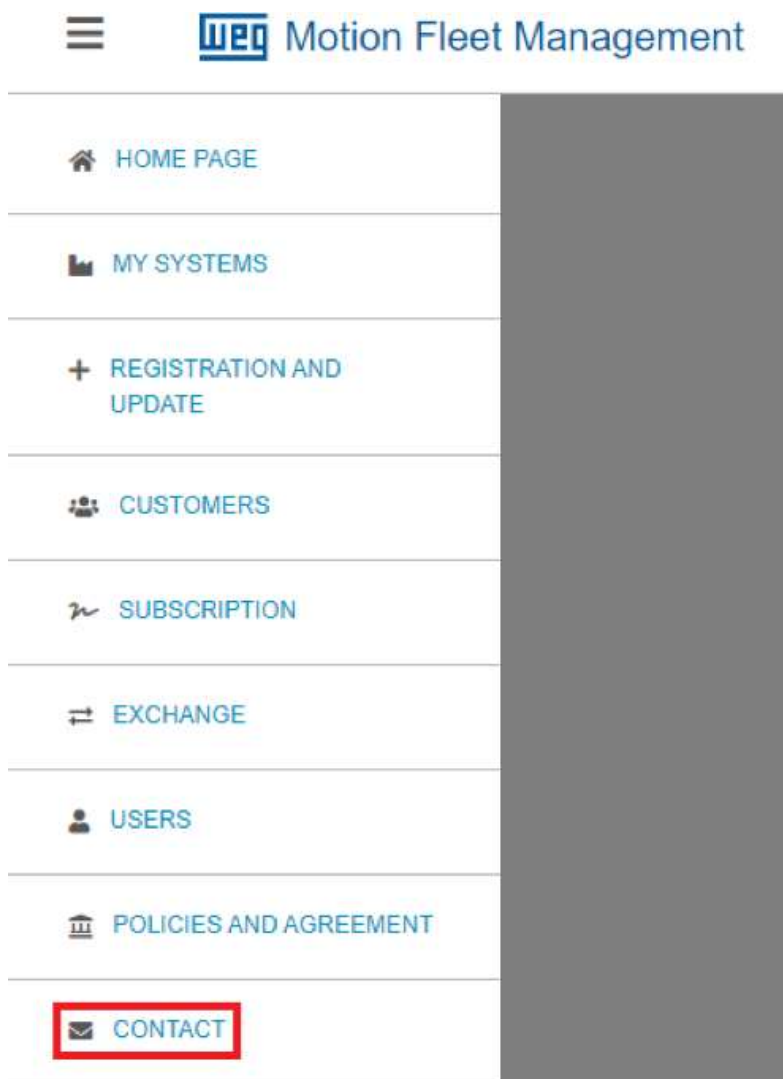 weg Motion Fleet Management
HOME PAGE
MY SYSTEMS
REGISTRATION AND
UPDATE
CUSTOMERS
SUBSCRIPTION
EXCHANGE
USERS
POLICIES AND AGREEMENT
CONTACT